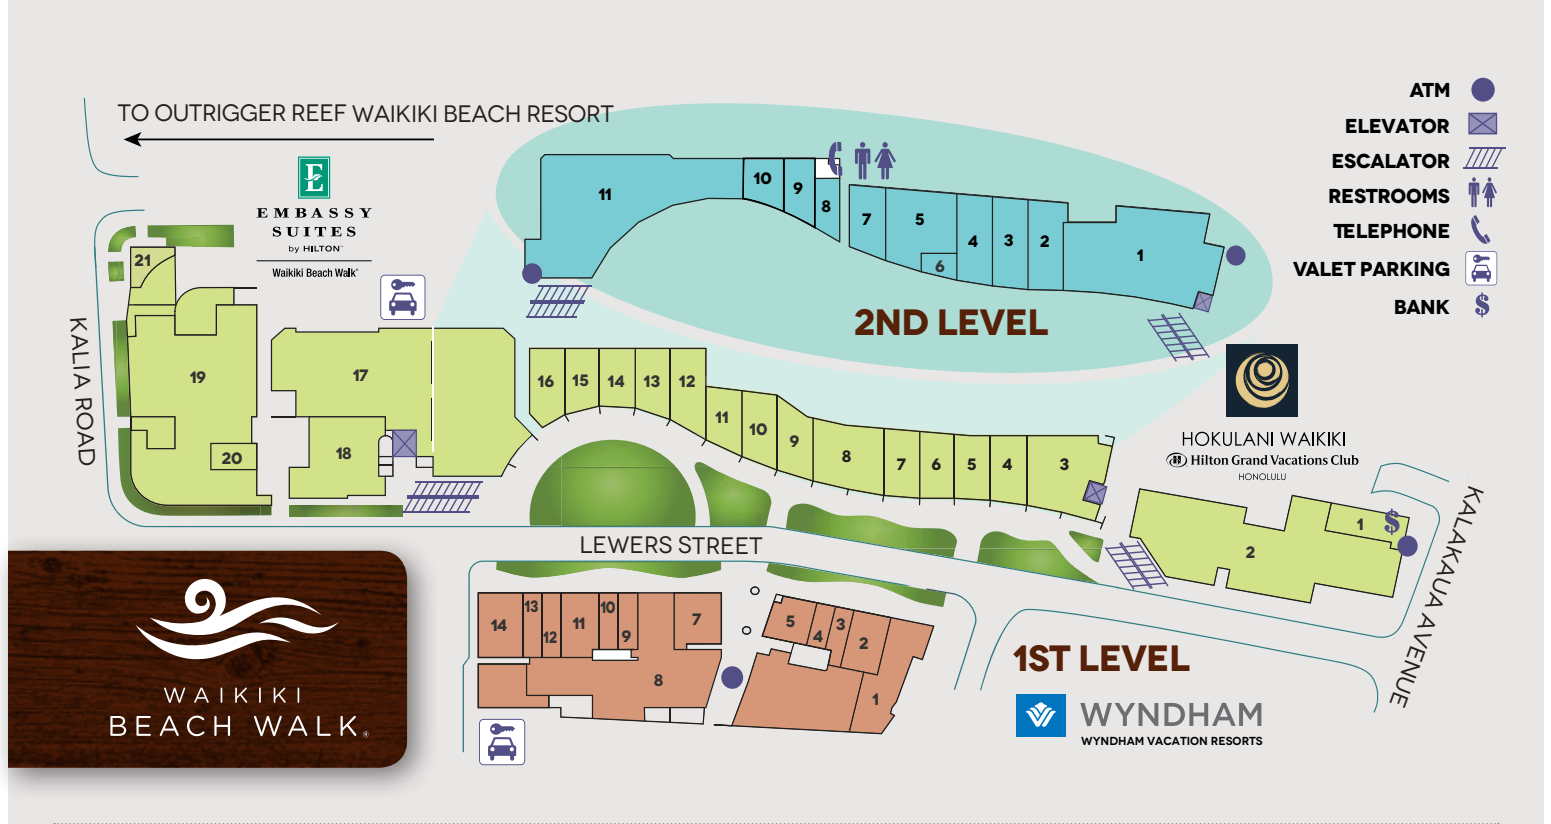 TO OUTRIGGER REEF WAIKIKI BEACH RESORT
ATM
ELEVATOR
ESCALATOR
RESTROOMS
TELEPHONE
VALET PARKING
BANK
$
E
EMBASSY
SUITES
by HILTON™
Waikiki Beach Walk®
11
10
9
8
7
5
6
4
3
2
1
2ND LEVEL
KALIA ROAD
21
19
20
17
18
16
15
14
13
12
11
10
9
8
7
6
5
4
3
HOKULANI WAIKIKI
Hilton Grand Vacations Club
HONOLULU
2
1
$
KALAKAUA AVENUE
LEWERS STREET
14
13
12
11
10
9
8
7
5
4
3
2
1
1ST LEVEL
WYNDHAM
WYNDHAM VACATION RESORTS
WAIKIKI
BEACH WALK®